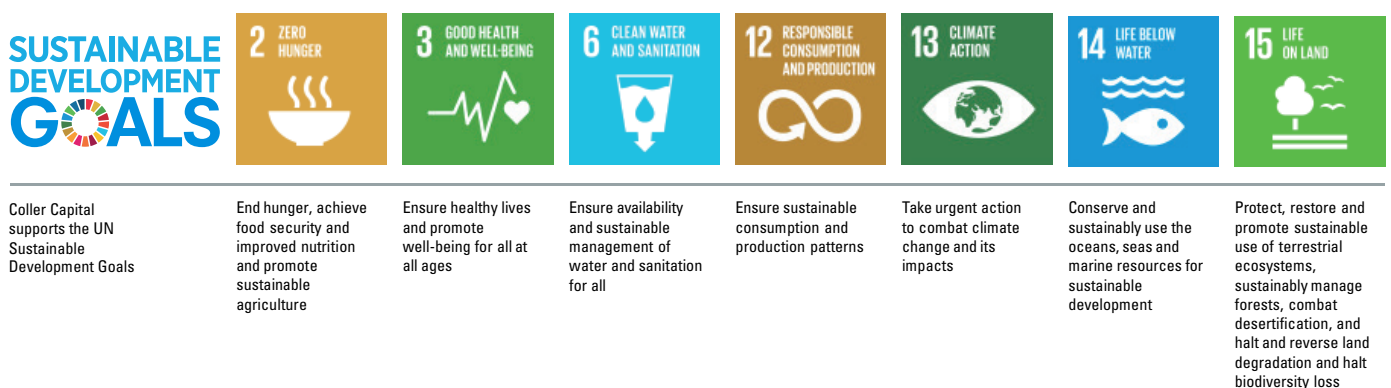 SUSTAINABLE
DEVELOPMENT
GOALS
2 ZERO
HUNGER
3 GOOD HEALTH
AND WELL-BEING
6 CLEAN WATER
AND SANITATION
12 RESPONSIBLE
CONSUMPTION
AND PRODUCTION
13 CLIMATE
ACTION
14 LIFE BELOW
WATER
15 LIFE
ON LAND
Coller Capital
supports the UN
Sustainable
Development Goals
End hunger, achieve
food security and
improved nutrition
and promote
sustainable
agriculture
Ensure healthy lives
and promote
well-being for all at
all ages
Ensure availability
and sustainable
management of
water and sanitation
for all
Ensure sustainable
consumption and
production patterns
Take urgent action
to combat climate
change and its
impacts
Conserve and
sustainably use the
oceans, seas and
marine resources for
sustainable
development
Protect, restore and
promote sustainable
use of terrestrial
ecosystems,
sustainably manage
forests, combat
desertification, and
halt and reverse land
degradation and halt
biodiversity loss